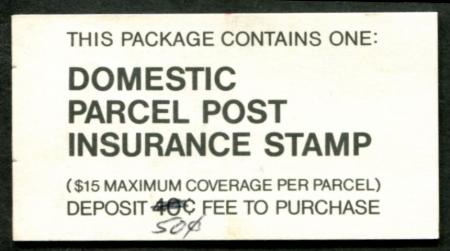 THIS PACKAGE CONTAINS ONE:
DOMESTIC
PARCEL POST
INSURANCE STAMP
($15 MAXIMUM COVERAGE PER PARCEL)
DEPOSIT 40¢ FEE TO PURCHASE
50¢